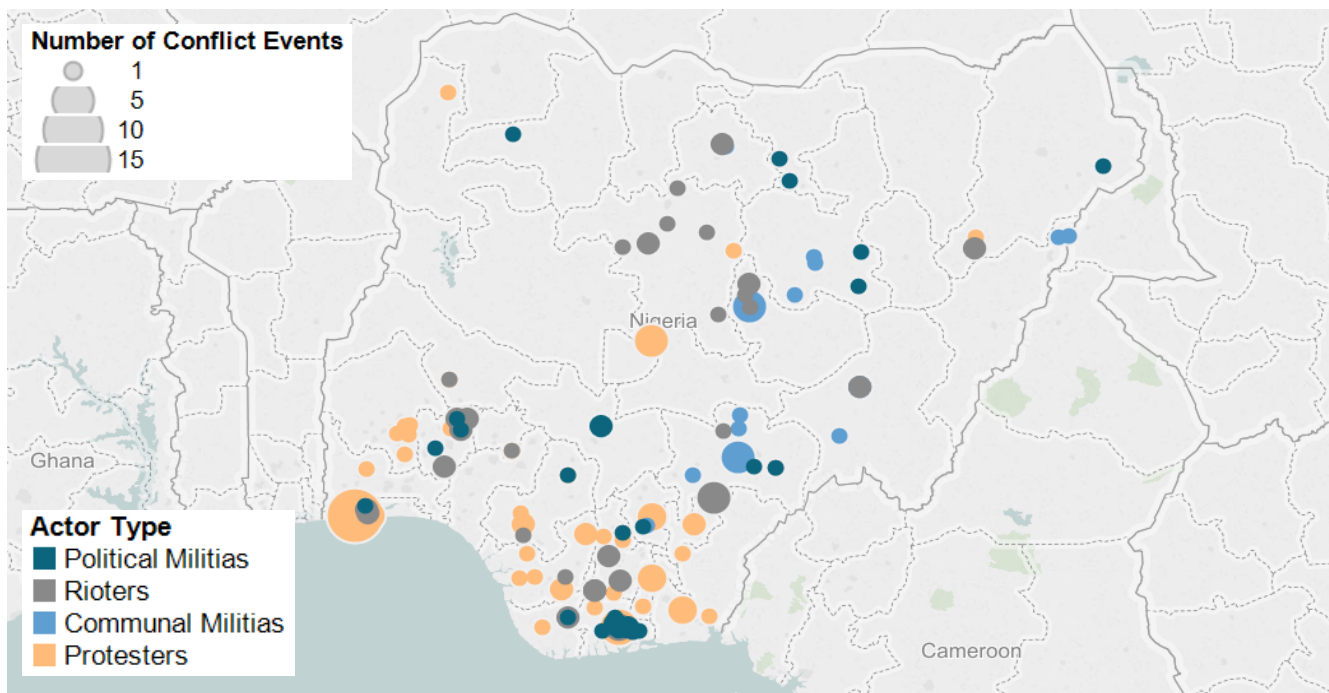 Number of Conflict Events
1
5
10
15
Nigeria
Ghana
Actor Type
Political Militias
Rioters
Communal Militias
Protesters
Cameroon